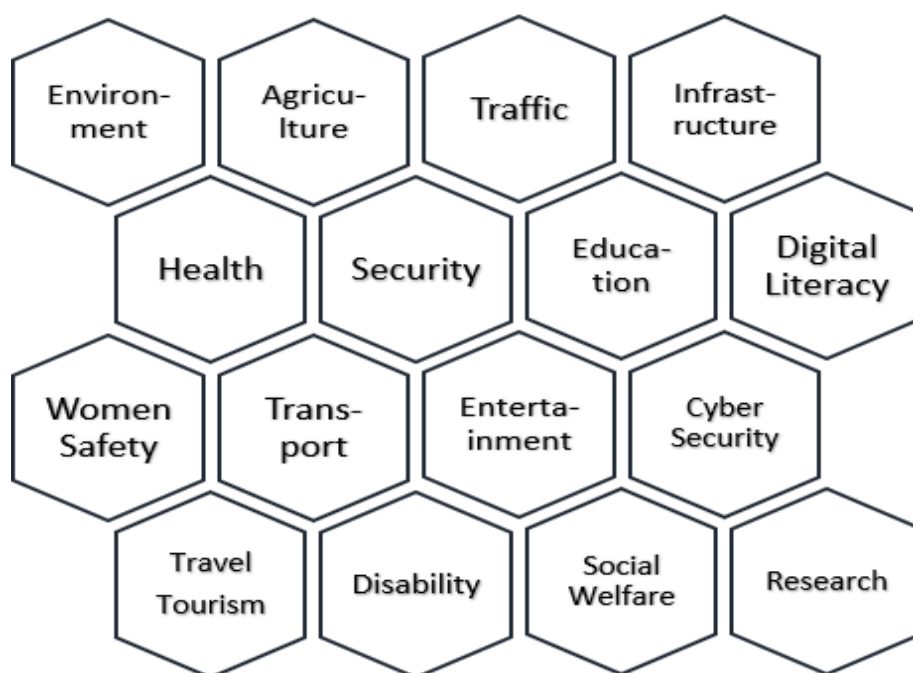 Environ-
ment
Agricu-
lture
Traffic
Infrast-
ructure
Health
Security
Educa-
tion
Digital
Literacy
Women
Safety
Trans-
port
Enterta-
inment
Cyber
Security
Travel
Tourism
Disability
Social
Welfare
Research